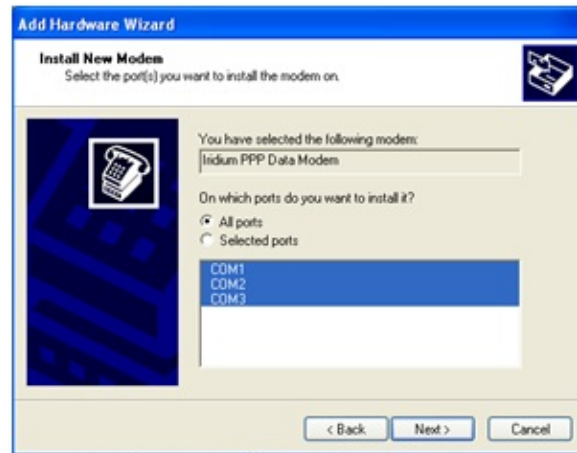 Add Hardware Wizard
Install New Modem
Select the port(s) you want to install the modem on.
You have selected the following modem:
Iridium PPP Data Modem
On which ports do you want to install it?
All ports
Selected ports
COM1
COM2
COM3
< Back
Next >
Cancel